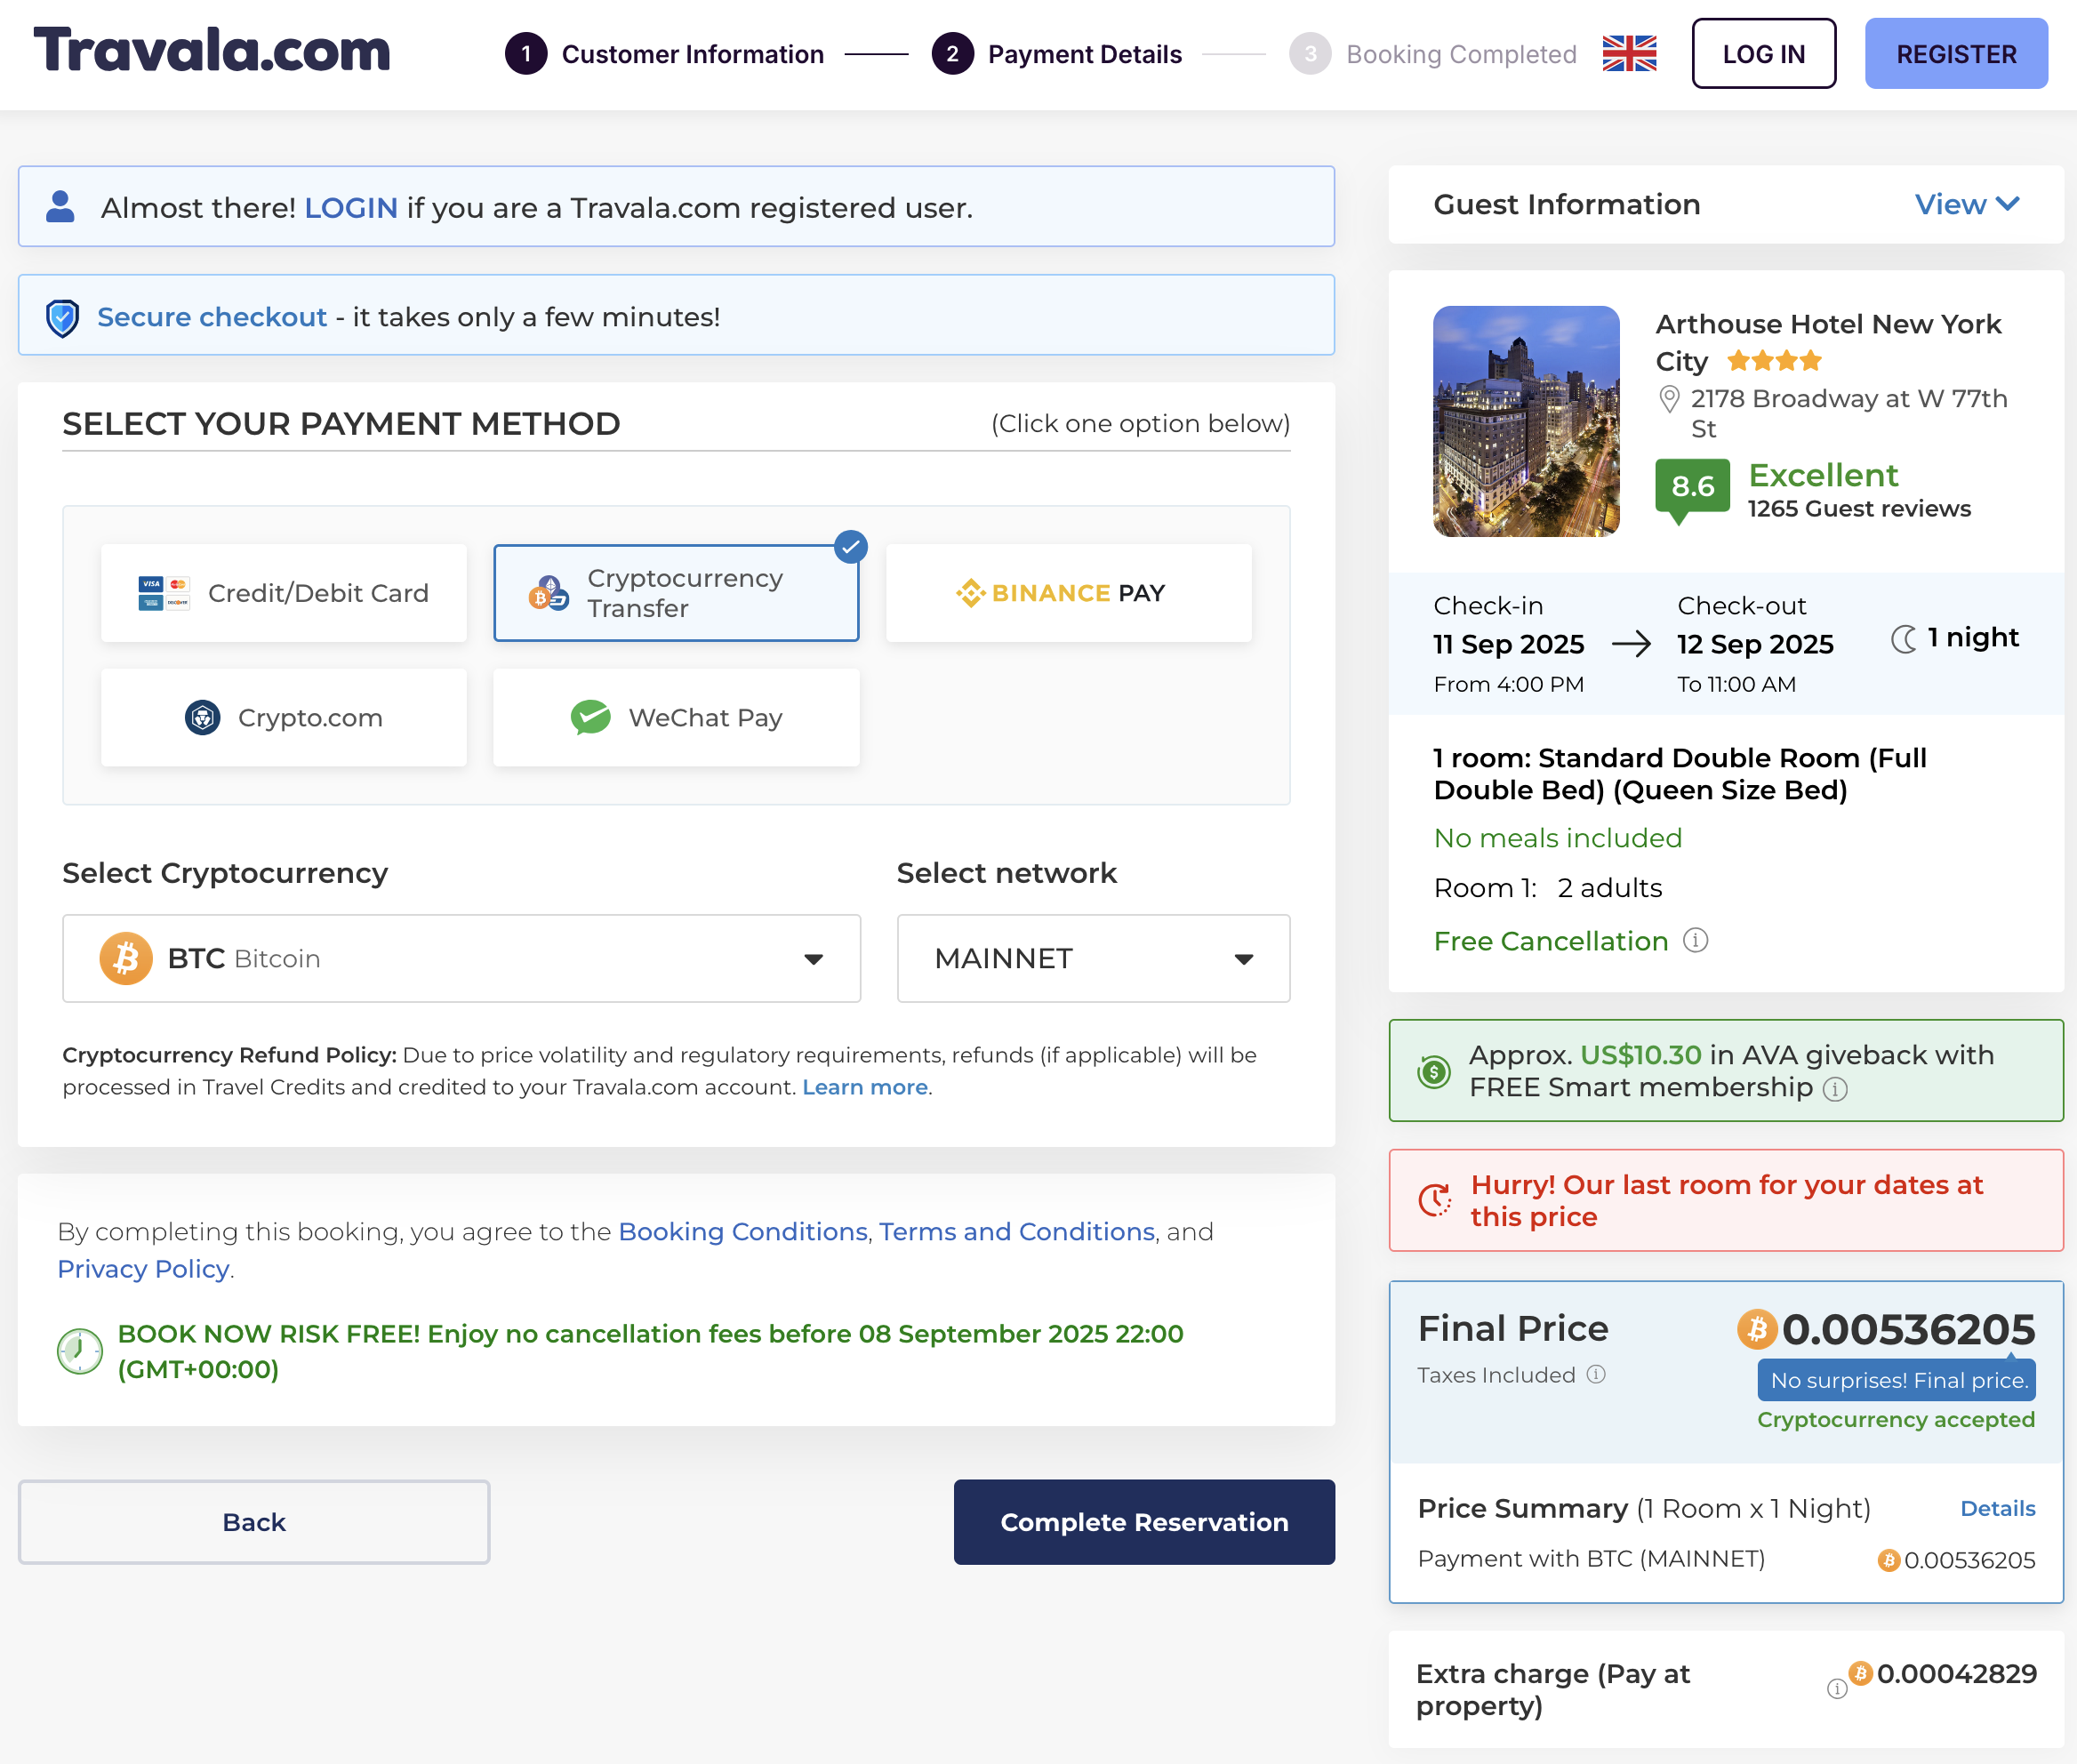 Travala.com
1 Customer Information
2 Payment Details
3 Booking Completed
LOG IN
REGISTER
Almost there! LOGIN if you are a Travala.com registered user.
Secure checkout - it takes only a few minutes!
SELECT YOUR PAYMENT METHOD
(Click one option below)
VISA
DISCOVER
Credit/Debit Card
Cryptocurrency
Transfer
BINANCE PAY
Crypto.com
WeChat Pay
Select Cryptocurrency
Select network
BTC Bitcoin
MAINNET
Cryptocurrency Refund Policy: Due to price volatility and regulatory requirements, refunds (if applicable) will be
processed in Travel Credits and credited to your Travala.com account. Learn more.
By completing this booking, you agree to the Booking Conditions, Terms and Conditions, and
Privacy Policy.
BOOK NOW RISK FREE! Enjoy no cancellation fees before 08 September 2025 22:00
(GMT+00:00)
Back
Complete Reservation
Guest Information
View
Arthouse Hotel New York
City
2178 Broadway at W 77th
St
8.6
Excellent
1265 Guest reviews
Check-in
11 Sep 2025
From 4:00 PM
Check-out
12 Sep 2025
To 11:00 AM
1 night
1 room: Standard Double Room (Full
Double Bed) (Queen Size Bed)
No meals included
Room 1: 2 adults
Free Cancellation
Approx. US$10.30 in AVA giveback with
FREE Smart membership
Hurry! Our last room for your dates at
this price
Final Price
0.00536205
Taxes Included
No surprises! Final price.
Cryptocurrency accepted
Price Summary (1 Room x 1 Night)
Details
Payment with BTC (MAINNET)
0.00536205
Extra charge (Pay at
property)
0.00042829